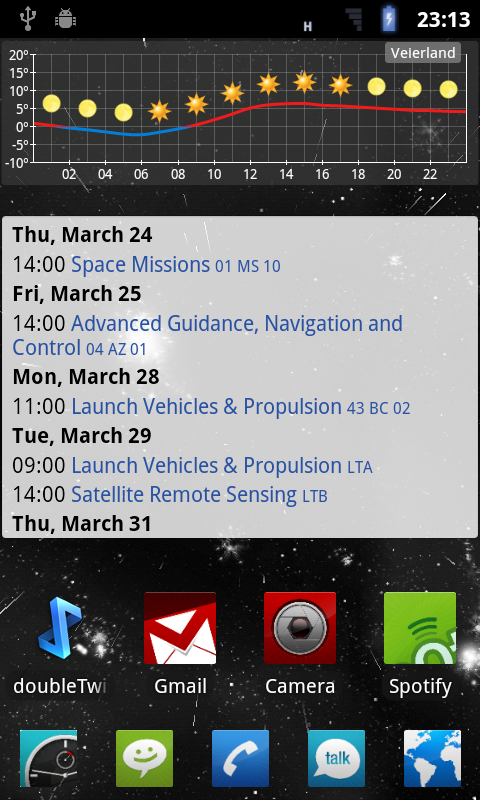 H
23:13
Veierland
20°
15°
10°
5°
0°
-5°
-10°
02 04 06 08 10 12 14 16 18 20 22
Thu, March 24
14:00 Space Missions 01 MS 10
Fri, March 25
14:00 Advanced Guidance, Navigation and
Control 04 AZ 01
Mon, March 28
11:00 Launch Vehicles & Propulsion 43 BC 02
Tue, March 29
09:00 Launch Vehicles & Propulsion LTA
14:00 Satellite Remote Sensing LTB
Thu, March 31
doubleTwi Gmail Camera Spotify
talk